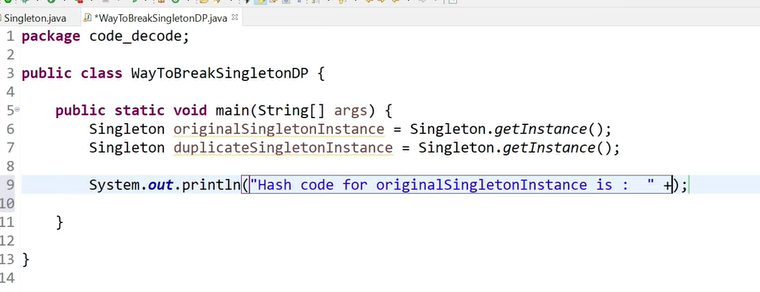 Singleton.java *WayToBreakSingletonDP.java
1 package code_decode;
2
3 public class WayToBreakSingletonDP {
4
5 public static void main(String[] args) {
6 Singleton originalSingletonInstance = Singleton.getInstance();
7 Singleton duplicateSingletonInstance = Singleton.getInstance();
8
9 System.out.println("Hash code for originalSingletonInstance is :  " +);
10
11 }
12
13 }
14